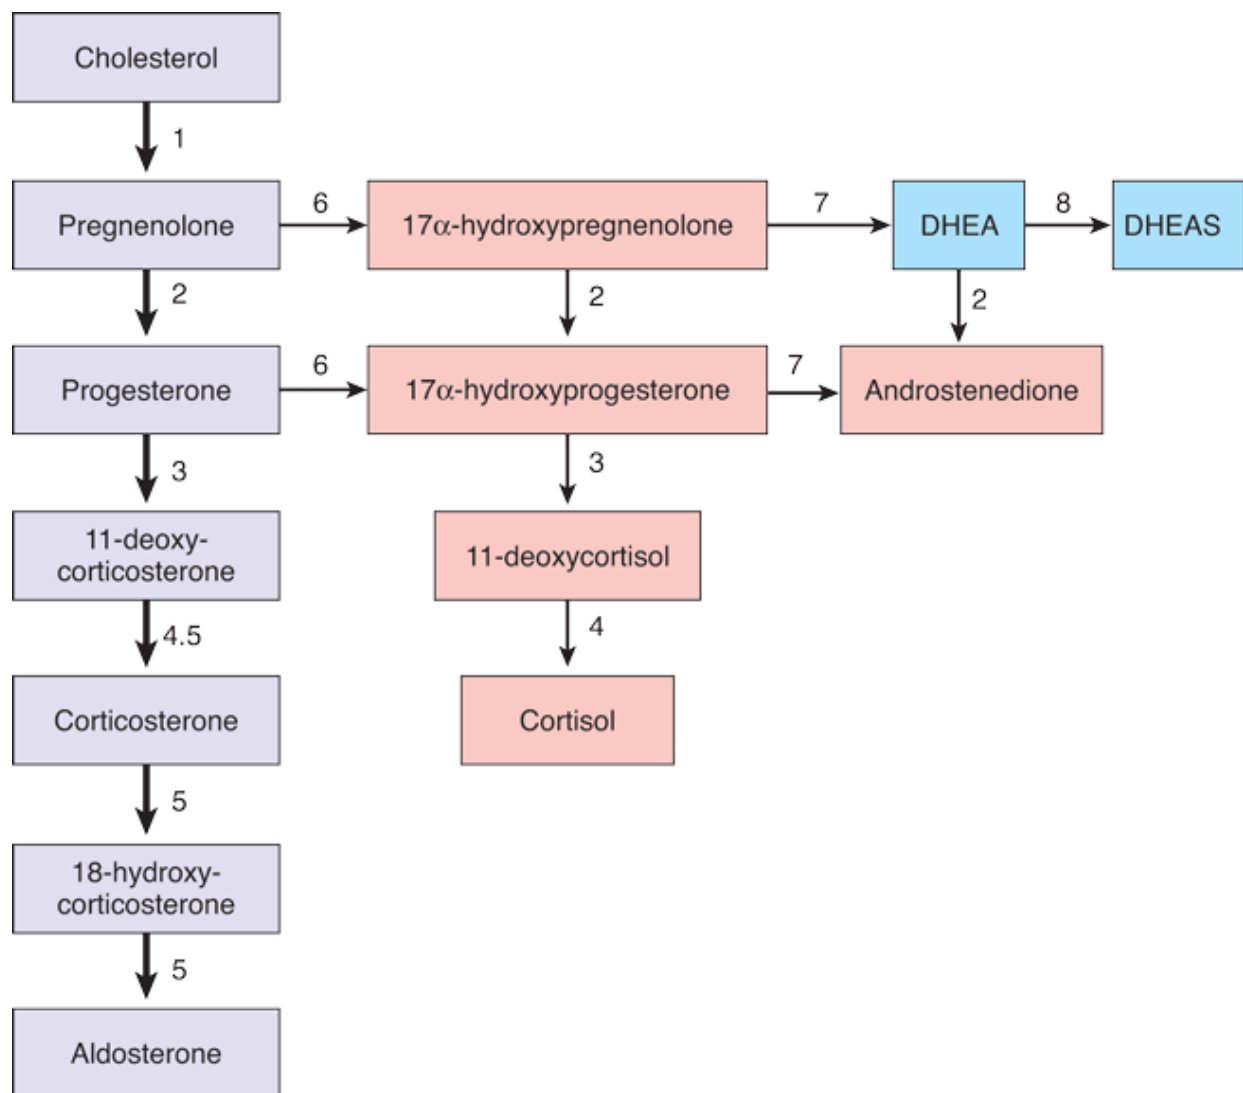 Cholesterol
1
Pregnenolone
6
17α-hydroxypregnenolone
7
DHEA
8
DHEAS
2
2
2
Progesterone
6
17α-hydroxyprogesterone
7
Androstenedione
3
3
11-deoxy-
corticosterone
11-deoxycortisol
4.5
4
Corticosterone
Cortisol
5
18-hydroxy-
corticosterone
5
Aldosterone